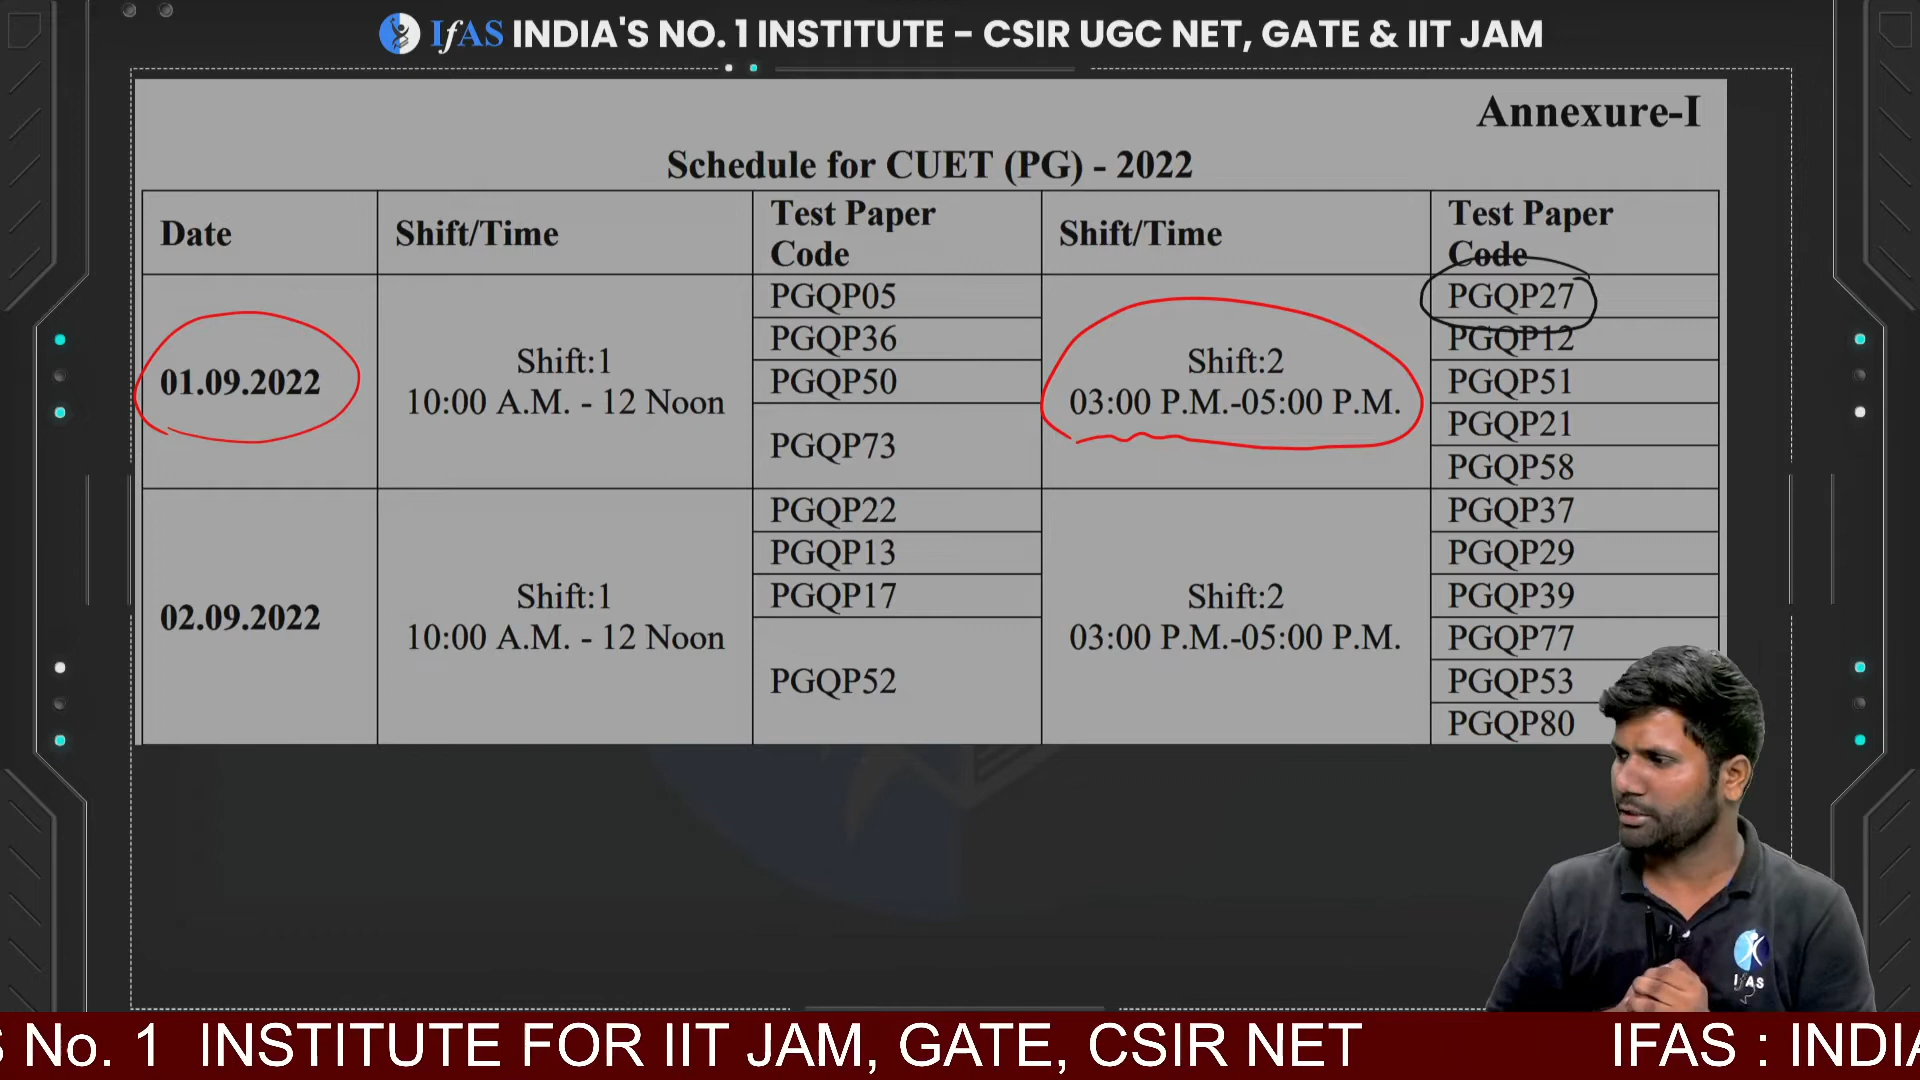 IfAS INDIA'S NO. 1 INSTITUTE - CSIR UGC NET, GATE & IIT JAM
Annexure-I
Schedule for CUET (PG) - 2022
Date
Shift/Time
Test Paper
Code
Shift/Time
Test Paper
Code
01.09.2022
Shift:1
10:00 A.M. - 12 Noon
PGQP05
PGQP36
PGQP50
PGQP73
Shift:2
03:00 P.M.-05:00 P.M.
PGQP27
PGQP12
PGQP51
PGQP21
PGQP58
02.09.2022
Shift:1
10:00 A.M. - 12 Noon
PGQP22
PGQP13
PGQP17
PGQP52
Shift:2
03:00 P.M.-05:00 P.M.
PGQP37
PGQP29
PGQP39
PGQP77
PGQP53
PGQP80
IfAS
S No. 1 INSTITUTE FOR IIT JAM, GATE, CSIR NET IFAS : INDIA